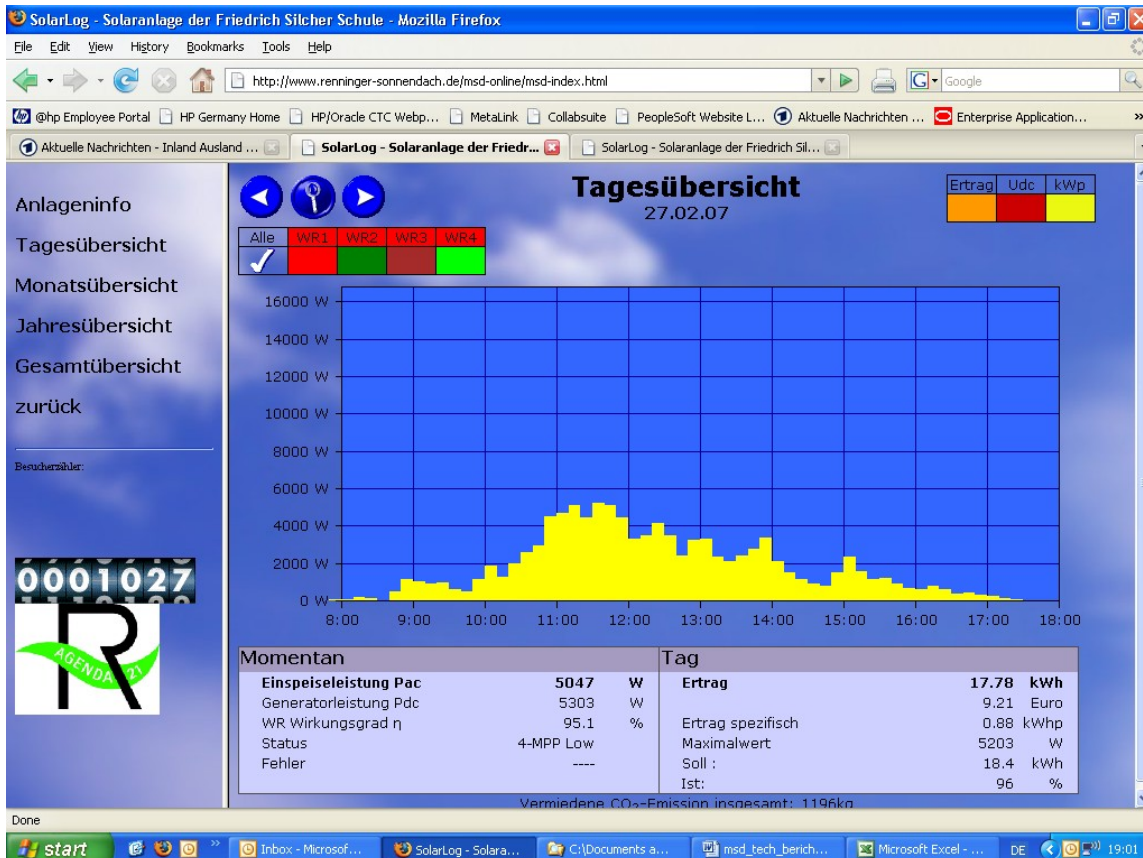 SolarLog - Solaranlage der Friedrich Silcher Schule - Mozilla Firefox
File Edit View History Bookmarks Tools Help
http://www.renninger-sonnendach.de/msd-online/msd-index.html
G Google
@hp Employee Portal HP Germany Home HP/Oracle CTC Webp... MetaLink Collabsuite PeopleSoft Website L... Aktuelle Nachrichten ... Enterprise Application... »
Aktuelle Nachrichten - Inland Ausland ... SolarLog - Solaranlage der Friedr... SolarLog - Solaranlage der Friedrich Sil...
Anlageninfo
Tagesübersicht
Monatsübersicht
Jahresübersicht
Gesamtübersicht
zurück
Besucherzähler:
0001027
R
AGENDA 21
Tagesübersicht
27.02.07
Ertrag Udc kWp
Alle WR1 WR2 WR3 WR4
16000 W
14000 W
12000 W
10000 W
8000 W
6000 W
4000 W
2000 W
0 W
8:00 9:00 10:00 11:00 12:00 13:00 14:00 15:00 16:00 17:00 18:00
Momentan
Einspeiseleistung Pac 5047 W
Generatorleistung Pdc 5303 W
WR Wirkungsgrad η 95.1 %
Status 4-MPP Low
Fehler ----
Tag
Ertrag 17.78 kWh
9.21 Euro
Ertrag spezifisch 0.88 kWhp
Maximalwert 5203 W
Soll : 18.4 kWh
Ist: 96 %
Vermiedene CO₂-Emission insgesamt: 1196kg
Done
start » Inbox - Microsof... SolarLog - Solara... C:\Documents a... msd_tech_berich... Microsoft Excel - ... DE 19:01